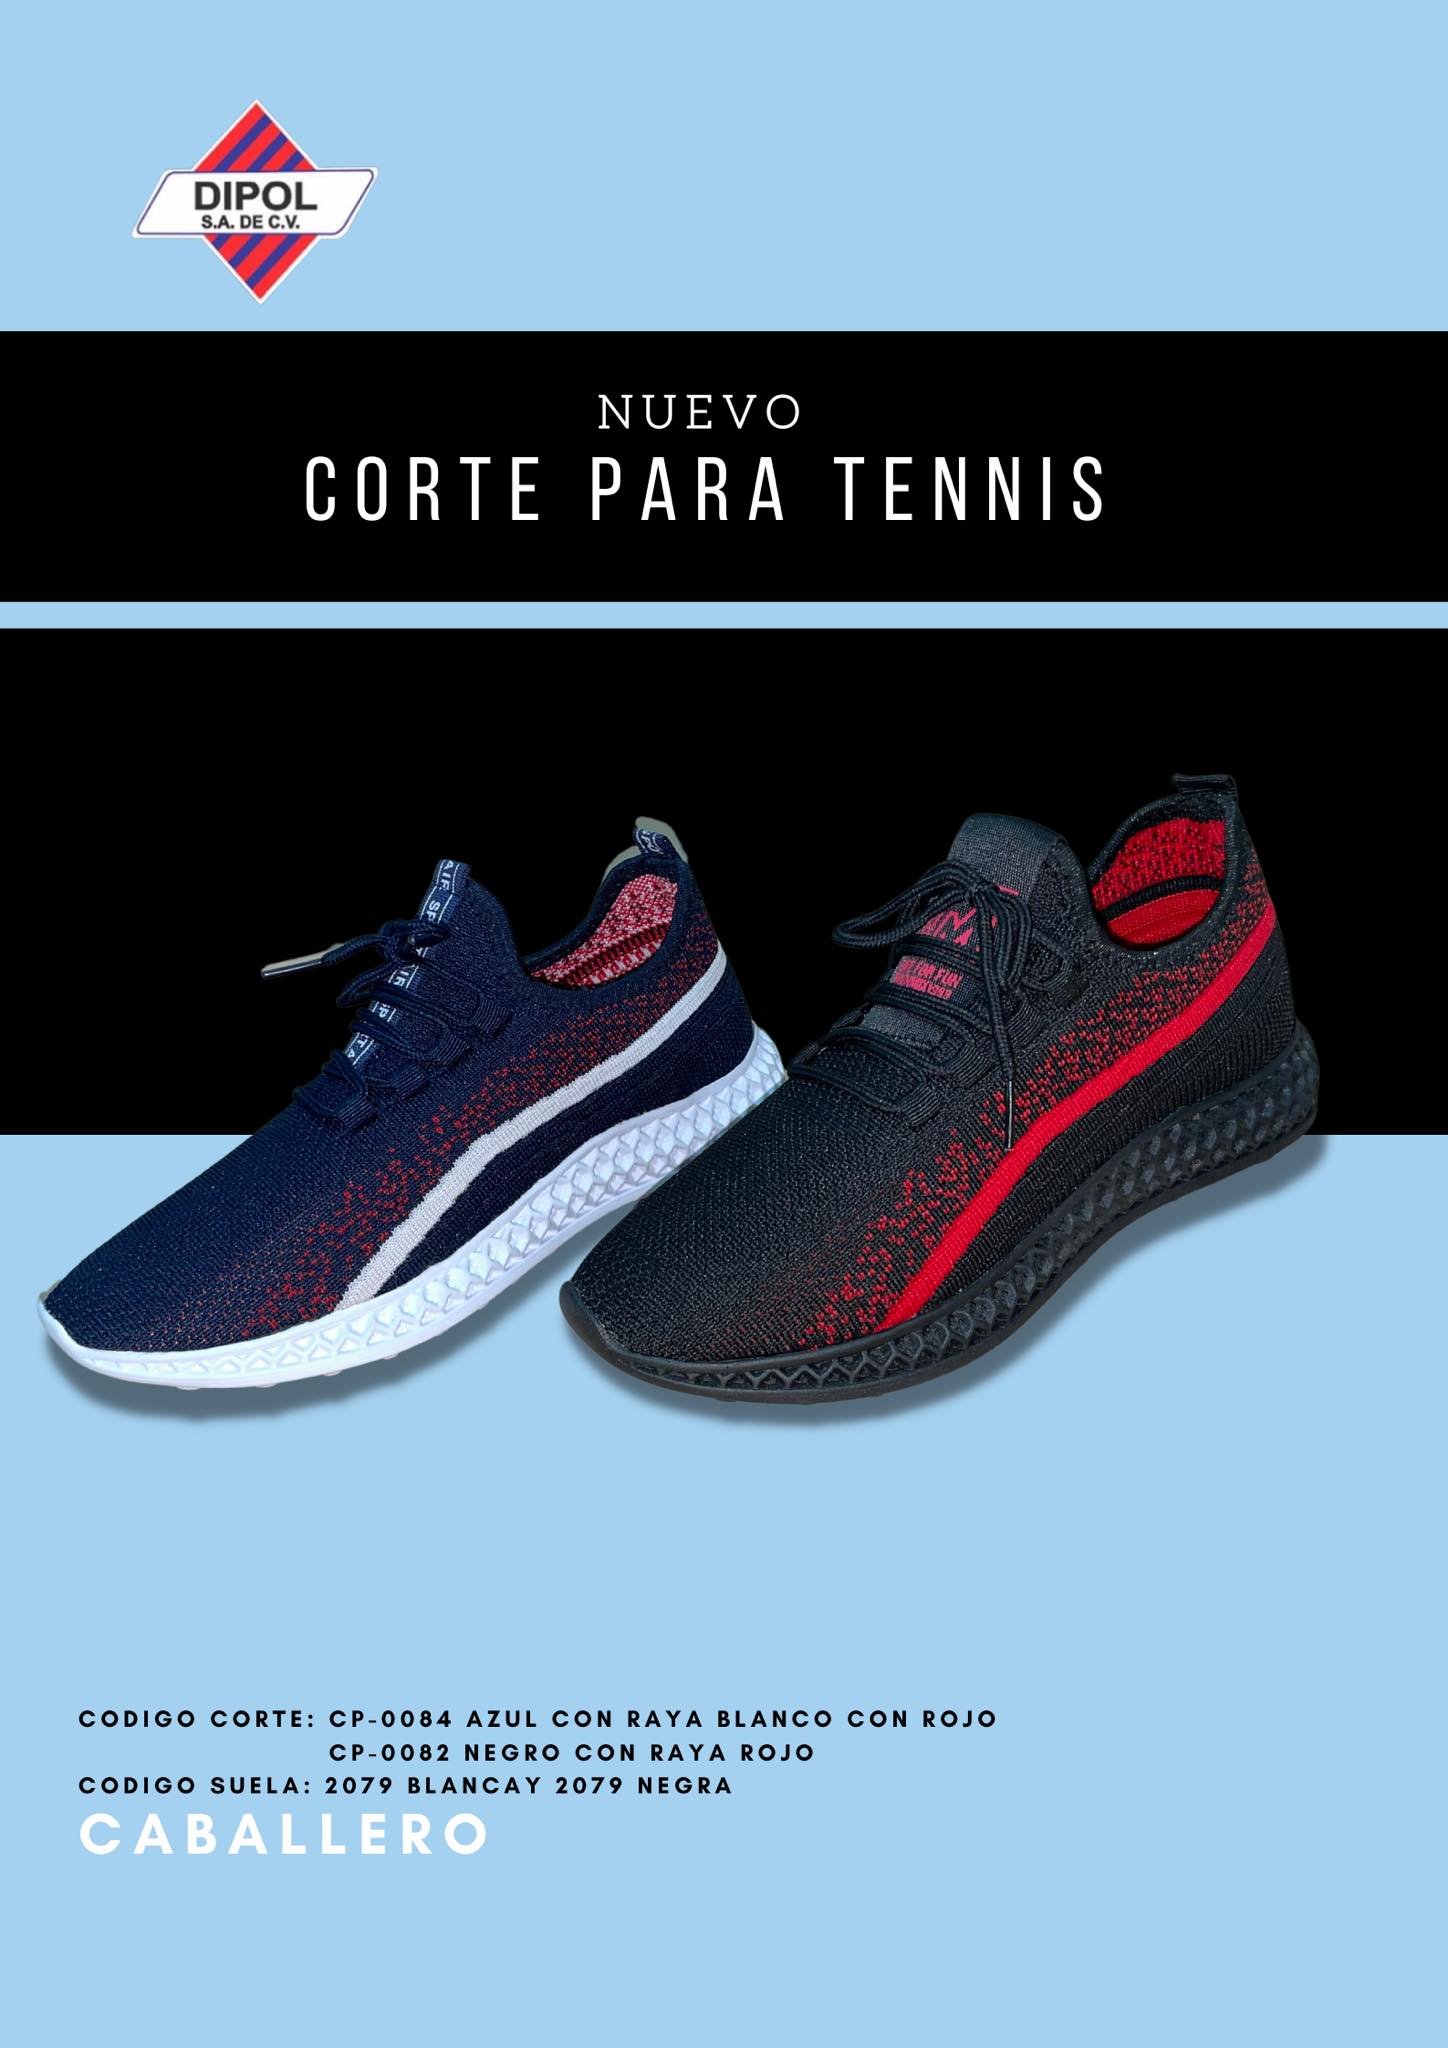 DIPOL
S.A. DE C.V.
NUEVO
CORTE PARA TENNIS
CODIGO CORTE: CP-0084 AZUL CON RAYA BLANCO CON ROJO
CP-0082 NEGRO CON RAYA ROJO
CODIGO SUELA: 2079 BLANCAY 2079 NEGRA
CABALLERO